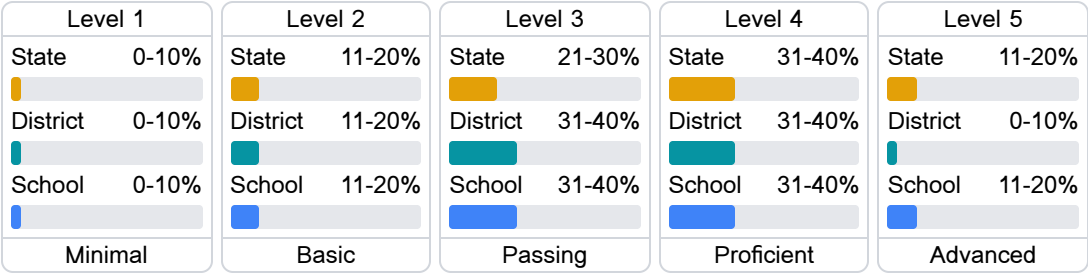 Level 1
State 0-10%
District 0-10%
School 0-10%
Minimal
Level 2
State 11-20%
District 11-20%
School 11-20%
Basic
Level 3
State 21-30%
District 31-40%
School 31-40%
Passing
Level 4
State 31-40%
District 31-40%
School 31-40%
Proficient
Level 5
State 11-20%
District 0-10%
School 11-20%
Advanced